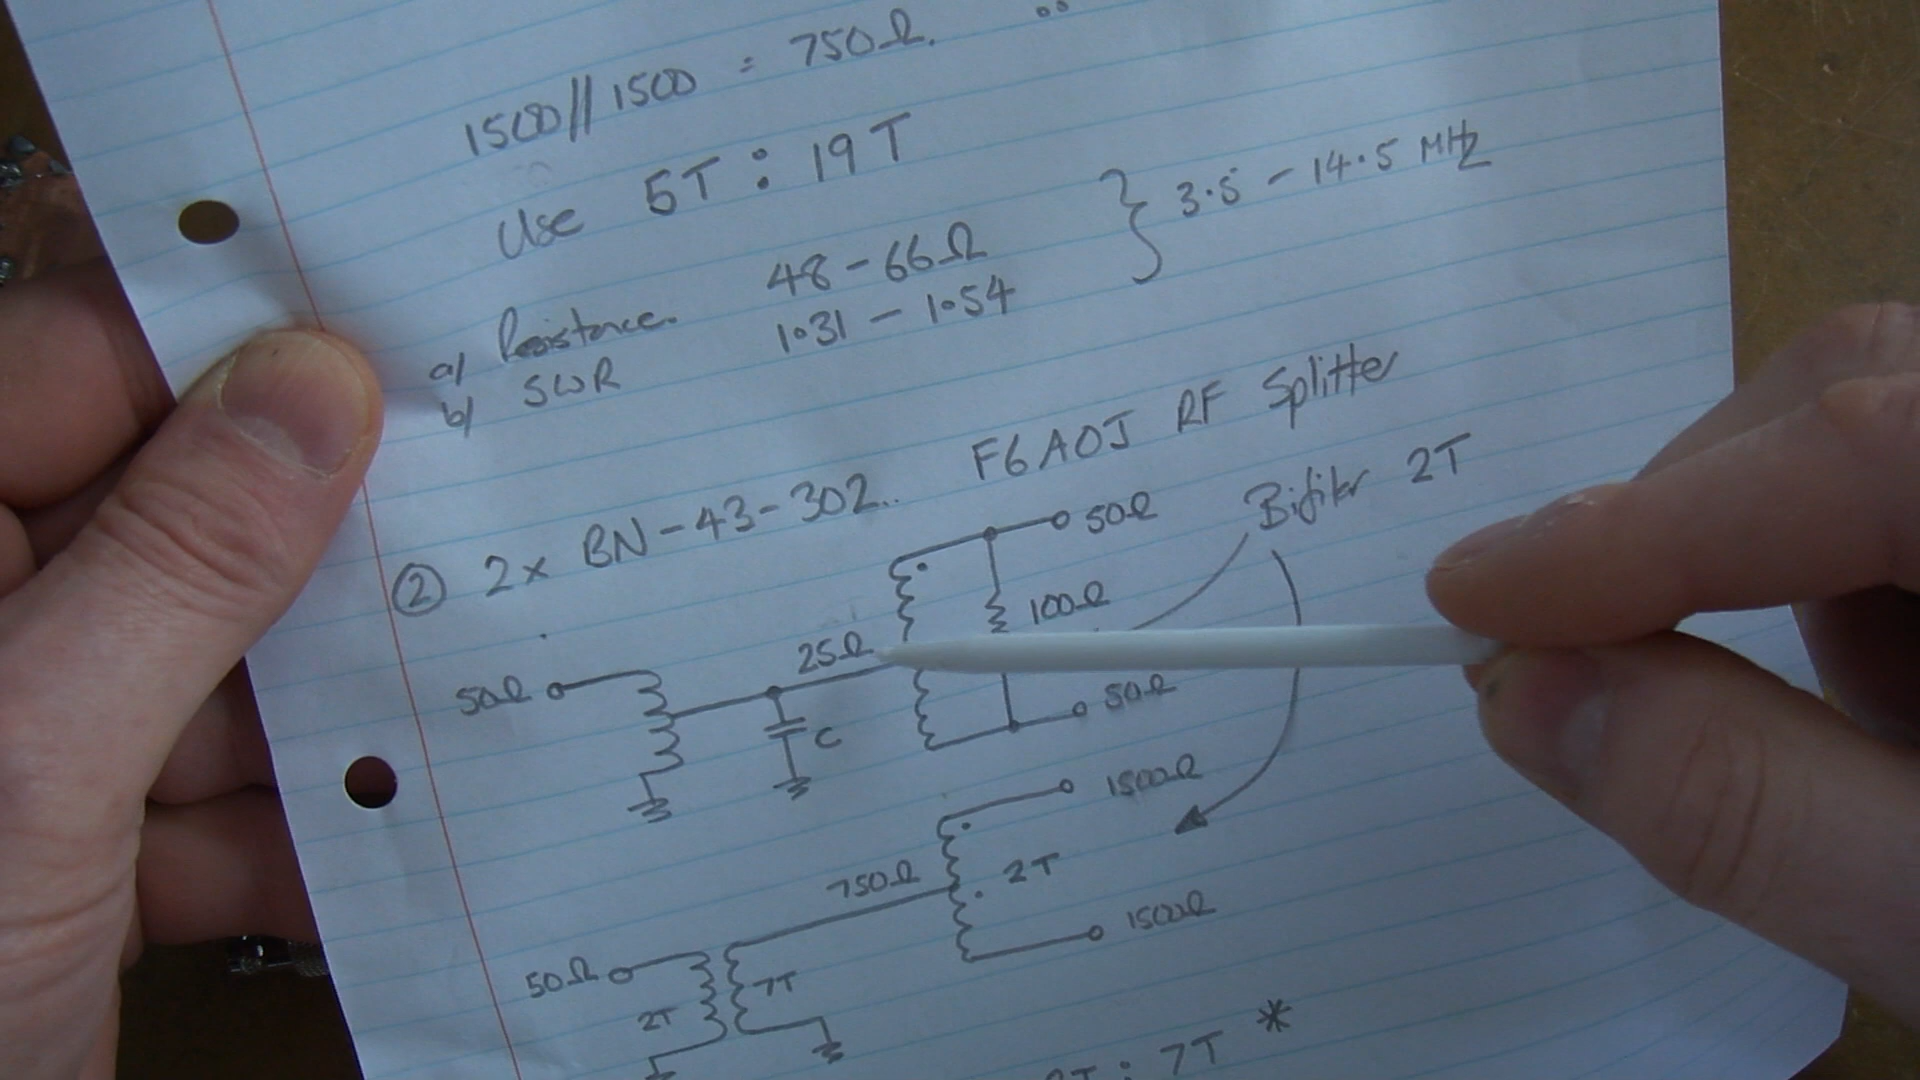 1500//1500 = 750Ω.
Use 5T : 19T
a) Resistance. 48 - 66Ω } 3.5 - 14.5 MHz
b) SWR 1.31 - 1.54
② 2x BN-43-302.. F6AOJ RF Splitter
Bifilar 2T
50Ω
100Ω
25Ω
50Ω
C
50Ω
1500Ω
750Ω
2T
1500Ω
50Ω
2T
7T
: 7T *